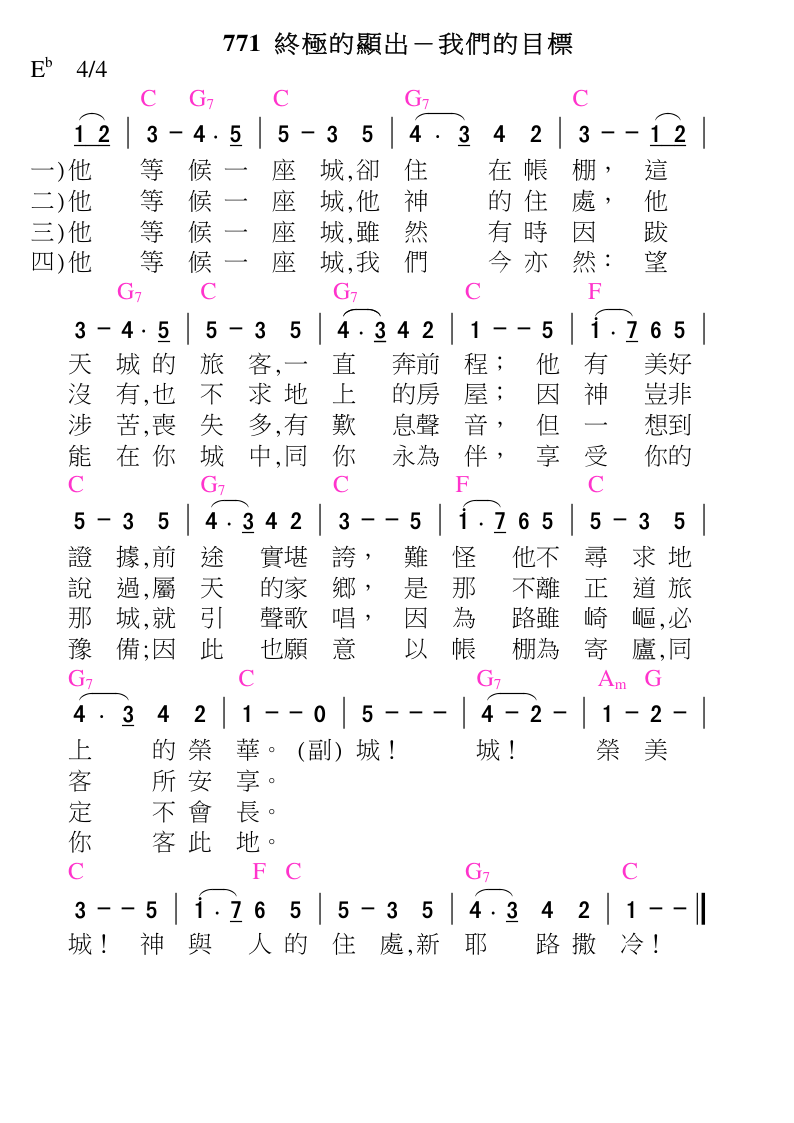 771 終極的顯出－我們的目標
E♭ 4/4
C G7 C G7 C
1 2 | 3 – 4 · 5 | 5 – 3 5 | 4 · 3 4 2 | 3 – – 1 2 |
一)他 等 候 一 座 城,卻 住 在 帳 棚， 這
二)他 等 候 一 座 城,他 神 的 住 處， 他
三)他 等 候 一 座 城,雖 然 有 時 因 跋
四)他 等 候 一 座 城,我 們 今 亦 然： 望
G7 C G7 C F
3 – 4 · 5 | 5 – 3 5 | 4 · 3 4 2 | 1 – – 5 | i · 7 6 5 |
天 城 的 旅 客,一 直 奔前 程； 他 有 美好
沒 有,也 不 求 地 上 的房 屋； 因 神 豈非
涉 苦,喪 失 多,有 歎 息聲 音， 但 一 想到
能 在 你 城 中,同 你 永為 伴， 享 受 你的
C G7 C F C
5 – 3 5 | 4 · 3 4 2 | 3 – – 5 | i · 7 6 5 | 5 – 3 5 |
證 據,前 途 實堪 誇， 難 怪 他不 尋 求 地
說 過,屬 天 的家 鄉， 是 那 不離 正 道 旅
那 城,就 引 聲歌 唱， 因 為 路雖 崎 嶇,必
豫 備;因 此 也願 意 以 帳 棚為 寄 廬,同
G7 C G7 Am G
4 · 3 4 2 | 1 – – 0 | 5 – – – | 4 – 2 – | 1 – 2 – |
上 的 榮 華。 (副) 城！ 城！ 榮 美
客 所 安 享。
定 不 會 長。
你 客 此 地。
C F C G7 C
3 – – 5 | i · 7 6 5 | 5 – 3 5 | 4 · 3 4 2 | 1 – – ‖
城！ 神 與 人 的 住 處,新 耶 路 撒 冷！